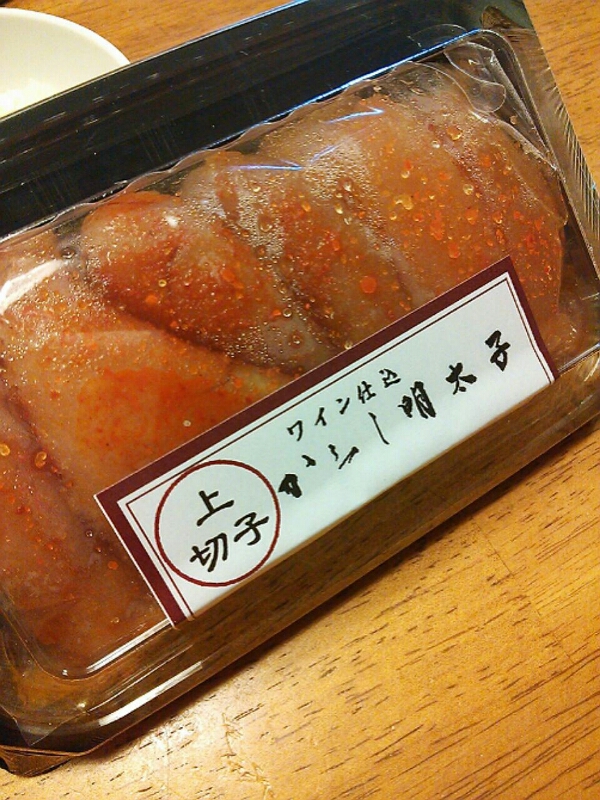 ワイン仕込
からし明太子
上
切子